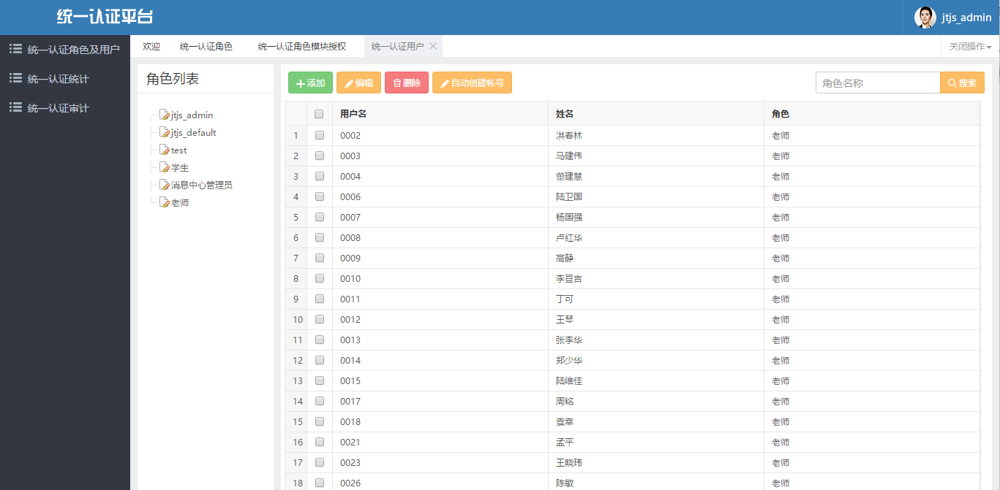 统一认证平台
jtjs_admin
统一认证角色及用户
统一认证统计
统一认证审计
欢迎 统一认证角色 统一认证角色模块授权 统一认证用户 关闭操作
角色列表
jtjs_admin
jtjs_default
test
学生
消息中心管理员
老师
添加 编辑 删除 自动创建帐号 角色名称 搜索
用户名 姓名 角色
1 0002 洪春林 老师
2 0003 马建伟 老师
3 0004 董建慧 老师
4 0006 陆卫国 老师
5 0007 杨国强 老师
6 0008 卢红华 老师
7 0009 高静 老师
8 0010 李亘吉 老师
9 0011 丁可 老师
10 0012 王琴 老师
11 0013 张李华 老师
12 0014 郑少华 老师
13 0015 陆维佳 老师
14 0017 周铭 老师
15 0018 袁幸 老师
16 0021 孟平 老师
17 0023 王晓玮 老师
18 0026 陈敏 老师